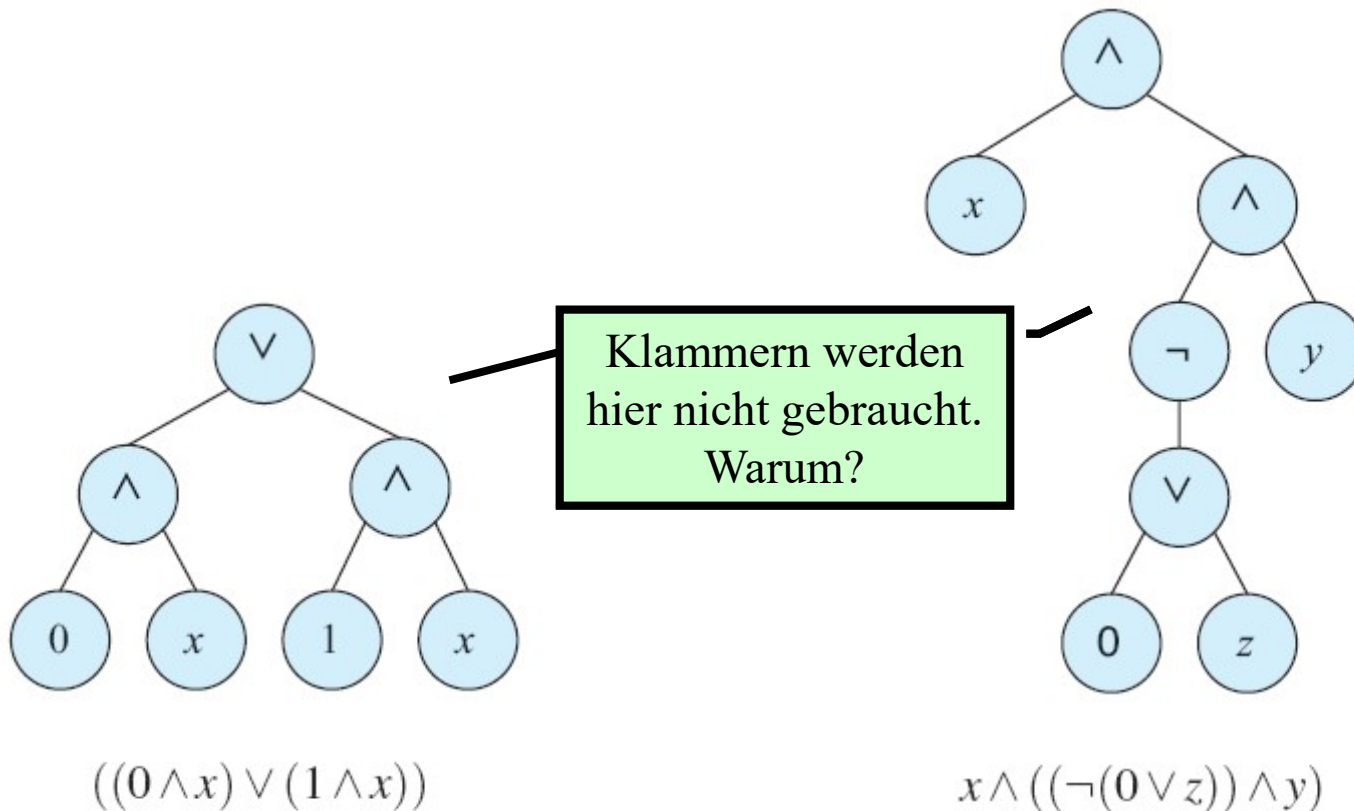 ∧
x
∧
∨
¬
y
∧
∧
∨
0
x
1
x
0
z
Klammern werden
hier nicht gebraucht.
Warum?
((0 ∧ x) ∨ (1 ∧ x))
x ∧ ((¬(0 ∨ z)) ∧ y)